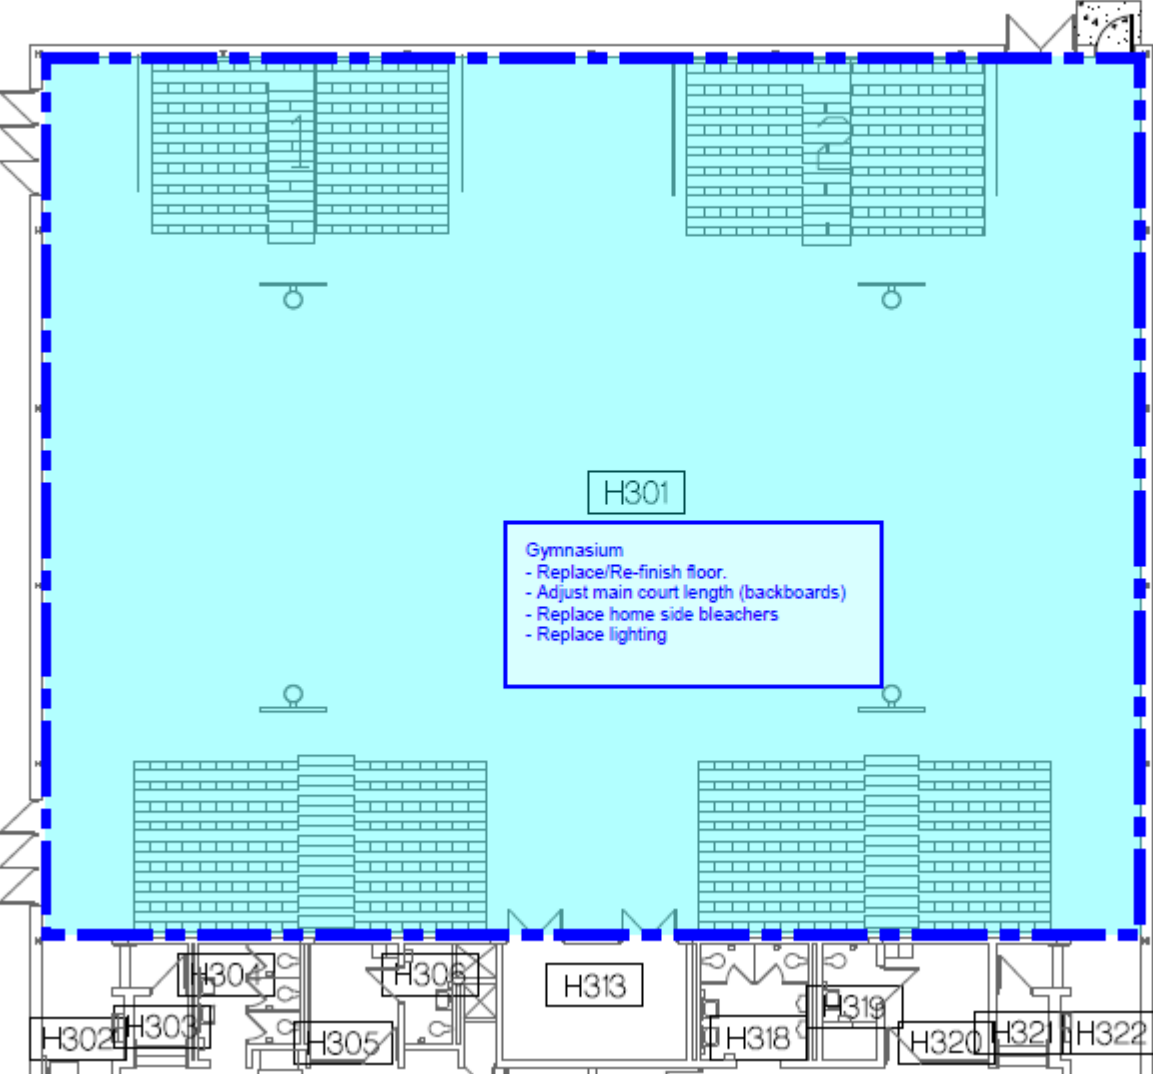 1
2
H301
Gymnasium
- Replace/Re-finish floor.
- Adjust main court length (backboards)
- Replace home side bleachers
- Replace lighting
H304
H306
H313
H302
H303
H305
H318
H319
H320
H321
H322